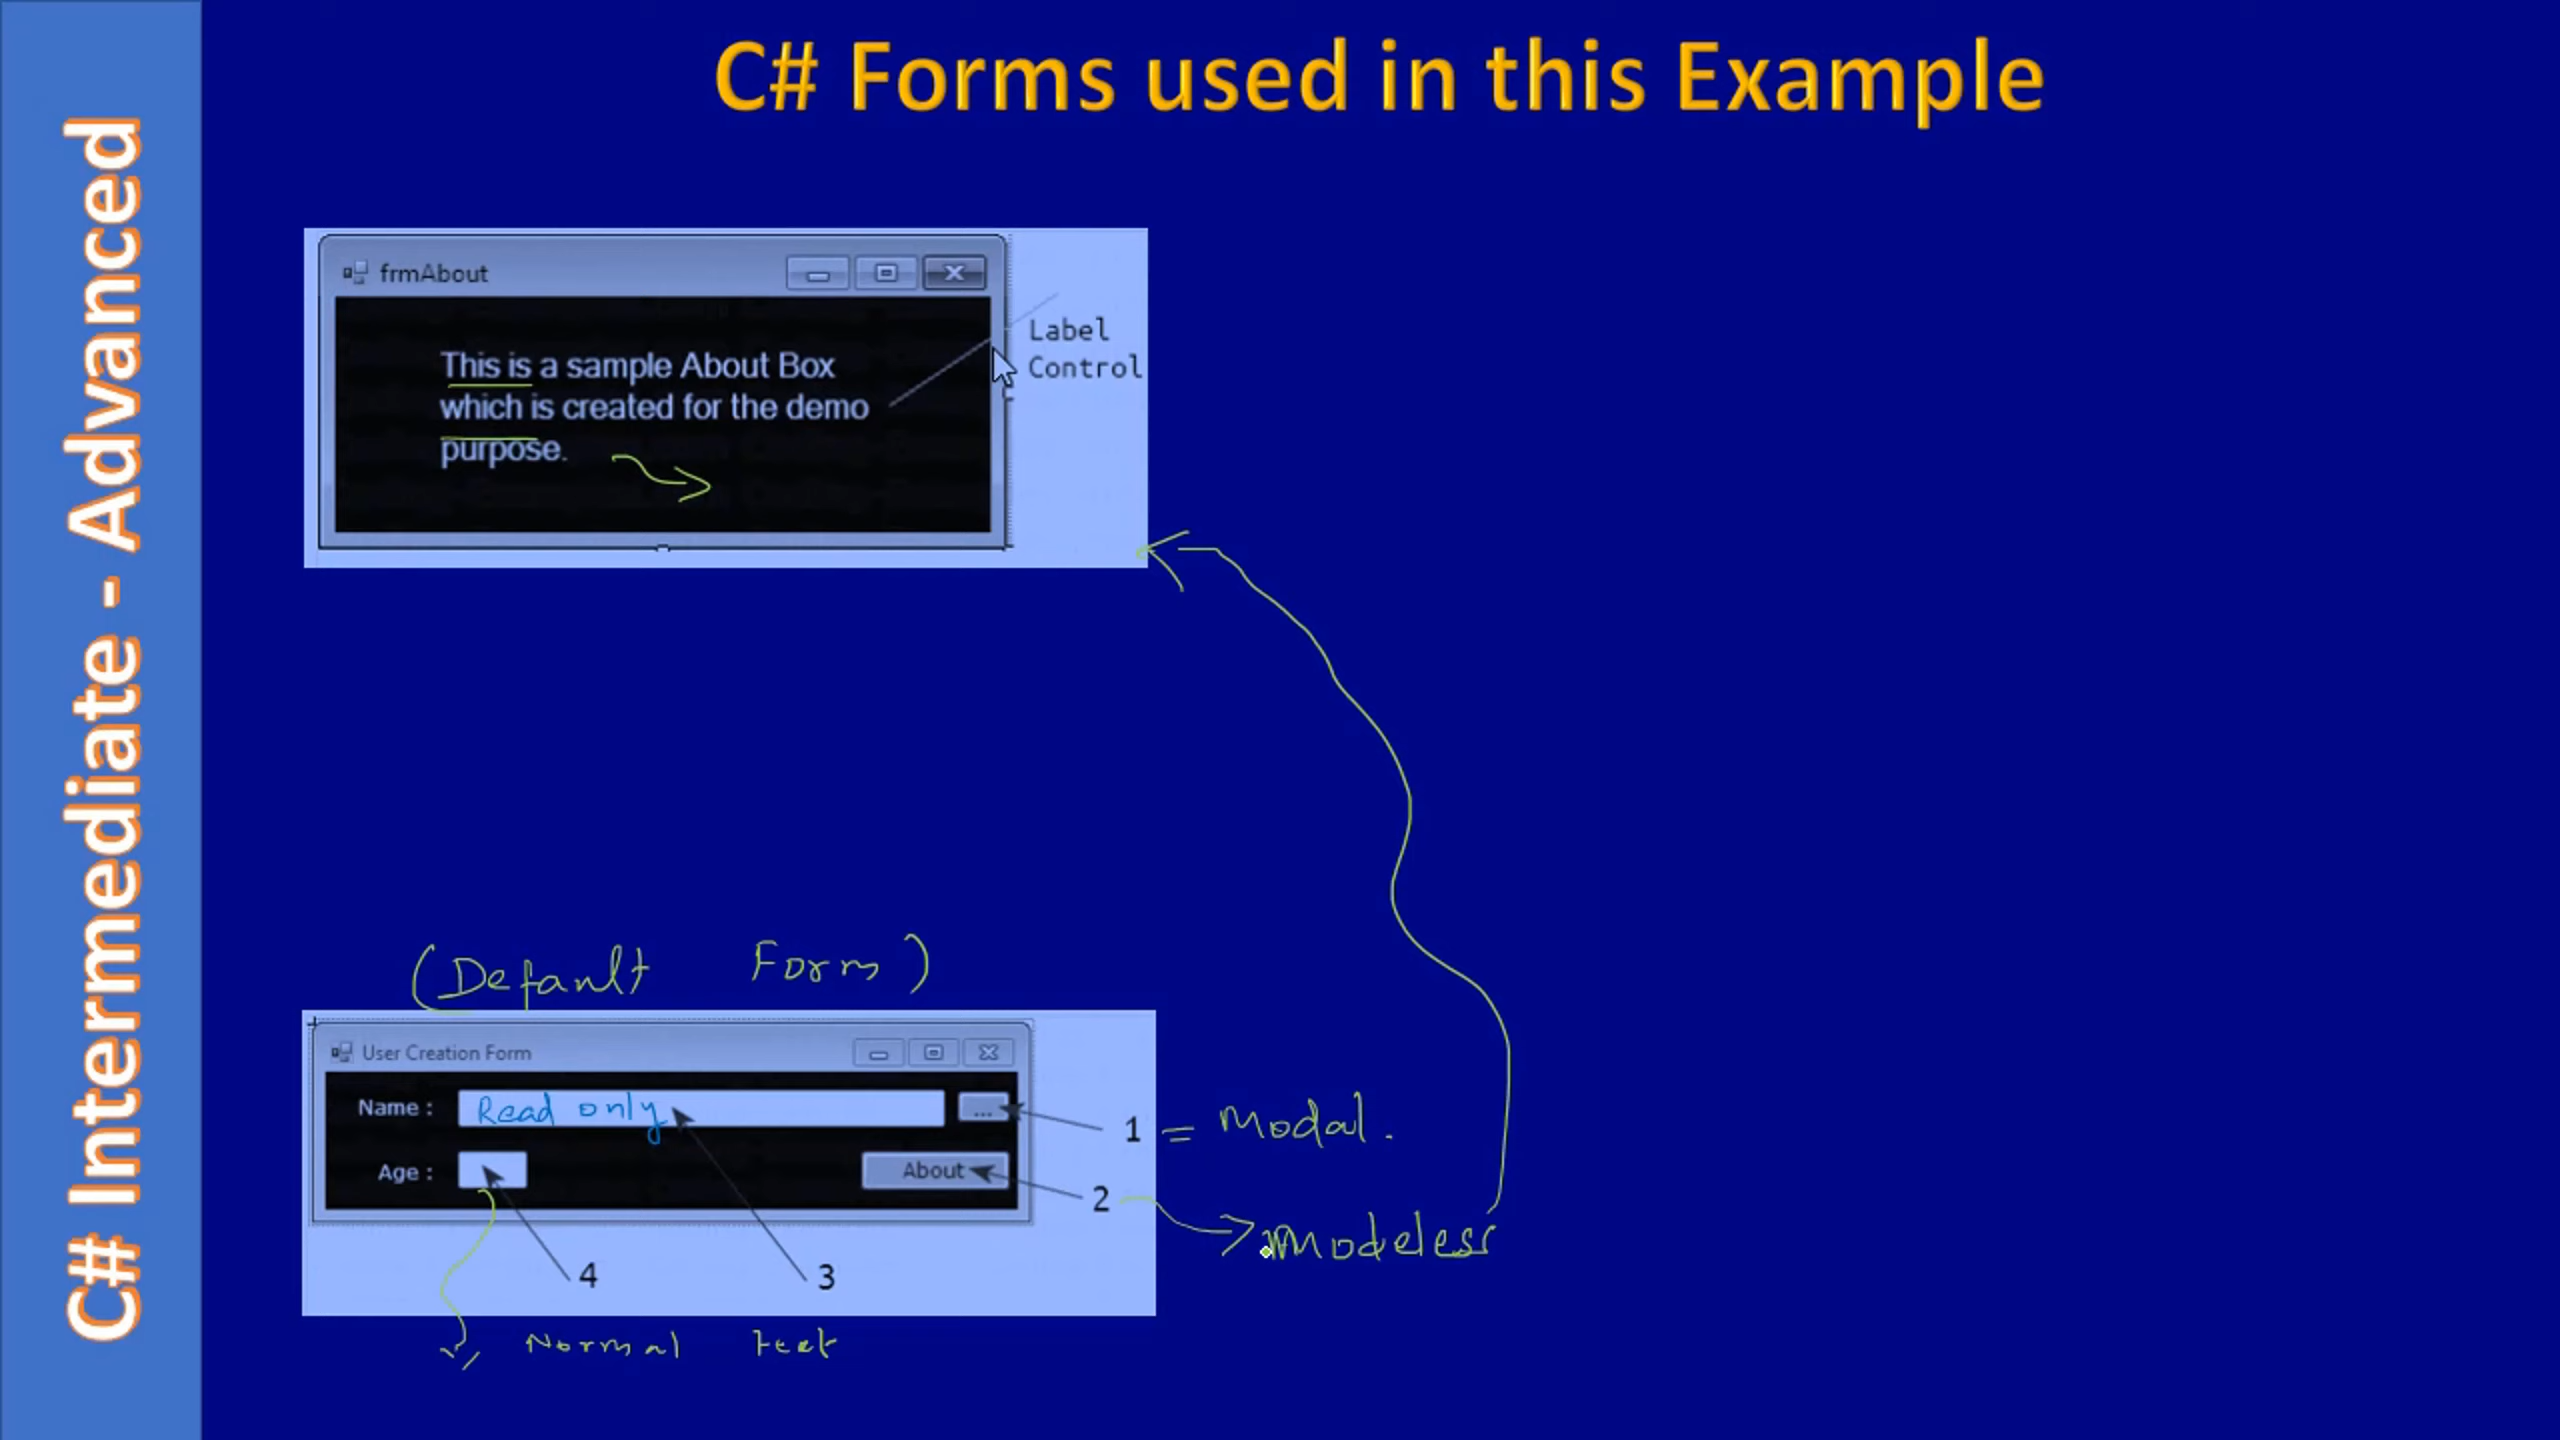 C# Intermediate - Advanced
C# Forms used in this Example
frmAbout
This is a sample About Box
which is created for the demo
purpose.
Label
Control
(Default Form)
User Creation Form
Name :
Read only
...
1 = Modal.
Age :
About
2
Modeless
4
3
Normal text